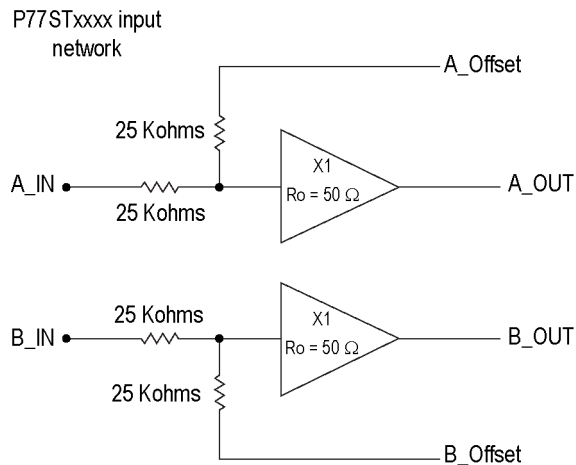 P77STxxxx input
network
A_Offset
25 Kohms
X1
A_IN
Ro = 50 Ω
A_OUT
25 Kohms
25 Kohms
X1
B_IN
Ro = 50 Ω
B_OUT
25 Kohms
B_Offset